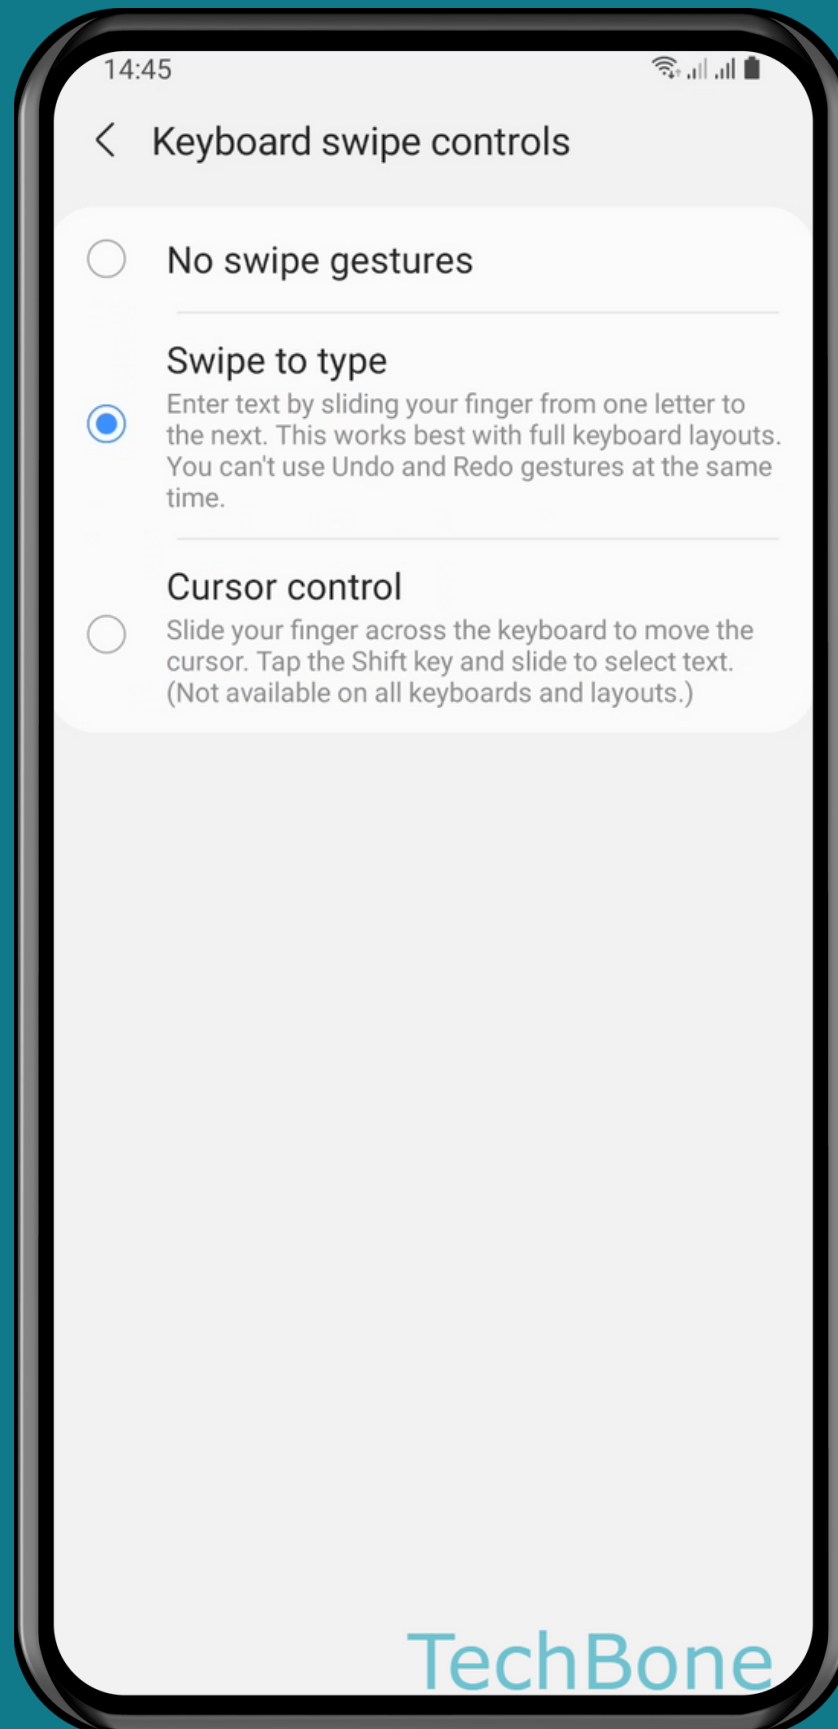 14:45
Keyboard swipe controls
No swipe gestures
Swipe to type
Enter text by sliding your finger from one letter to
the next. This works best with full keyboard layouts.
You can't use Undo and Redo gestures at the same
time.
Cursor control
Slide your finger across the keyboard to move the
cursor. Tap the Shift key and slide to select text.
(Not available on all keyboards and layouts.)
TechBone